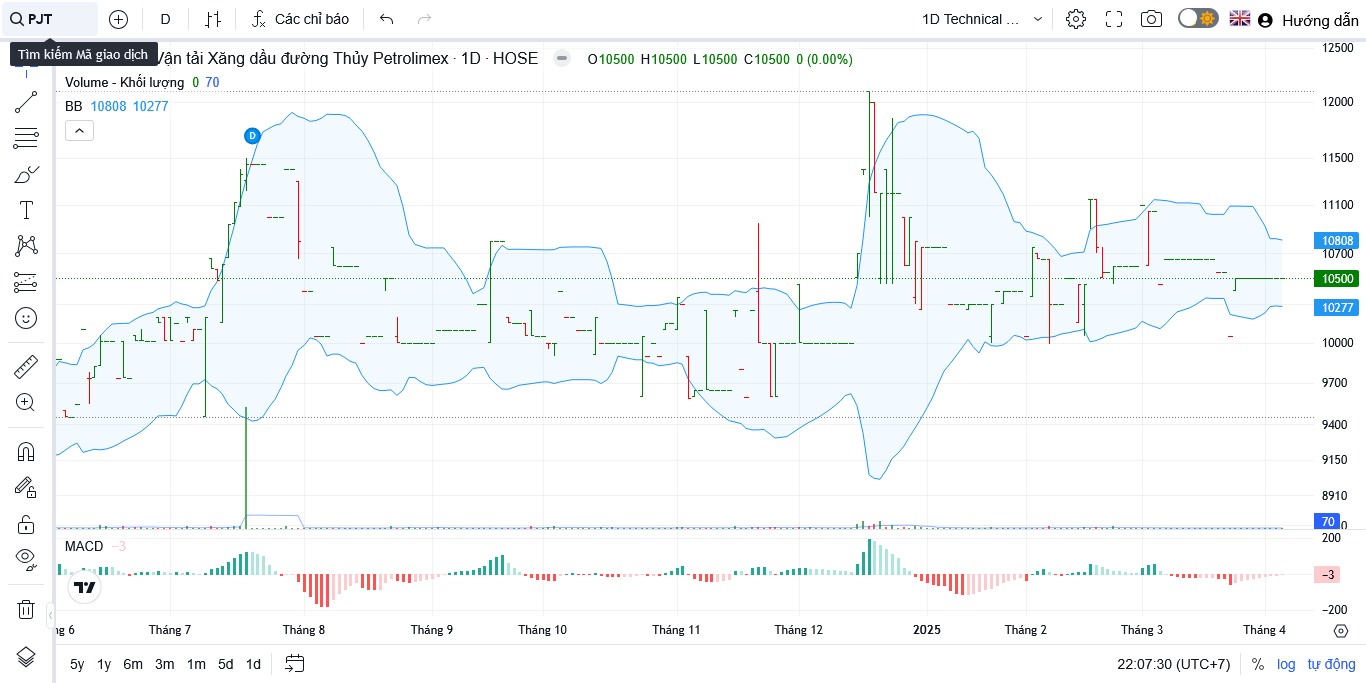 PJT D Các chỉ báo 1D Technical ... Hướng dẫn
Tìm kiếm Mã giao dịch
Vận tải Xăng dầu đường Thủy Petrolimex · 1D · HOSE O10500 H10500 L10500 C10500 0 (0.00%)
Volume - Khối lượng 0 70
BB 10808 10277
D
12500
12000
11500
11100
10808
10700
10500
10277
10000
9700
9400
9150
8910
70
0
MACD −3
200
−3
−200
ng 6 Tháng 7 Tháng 8 Tháng 9 Tháng 10 Tháng 11 Tháng 12 2025 Tháng 2 Tháng 3 Tháng 4
5y 1y 6m 3m 1m 5d 1d 22:07:30 (UTC+7) % log tự động